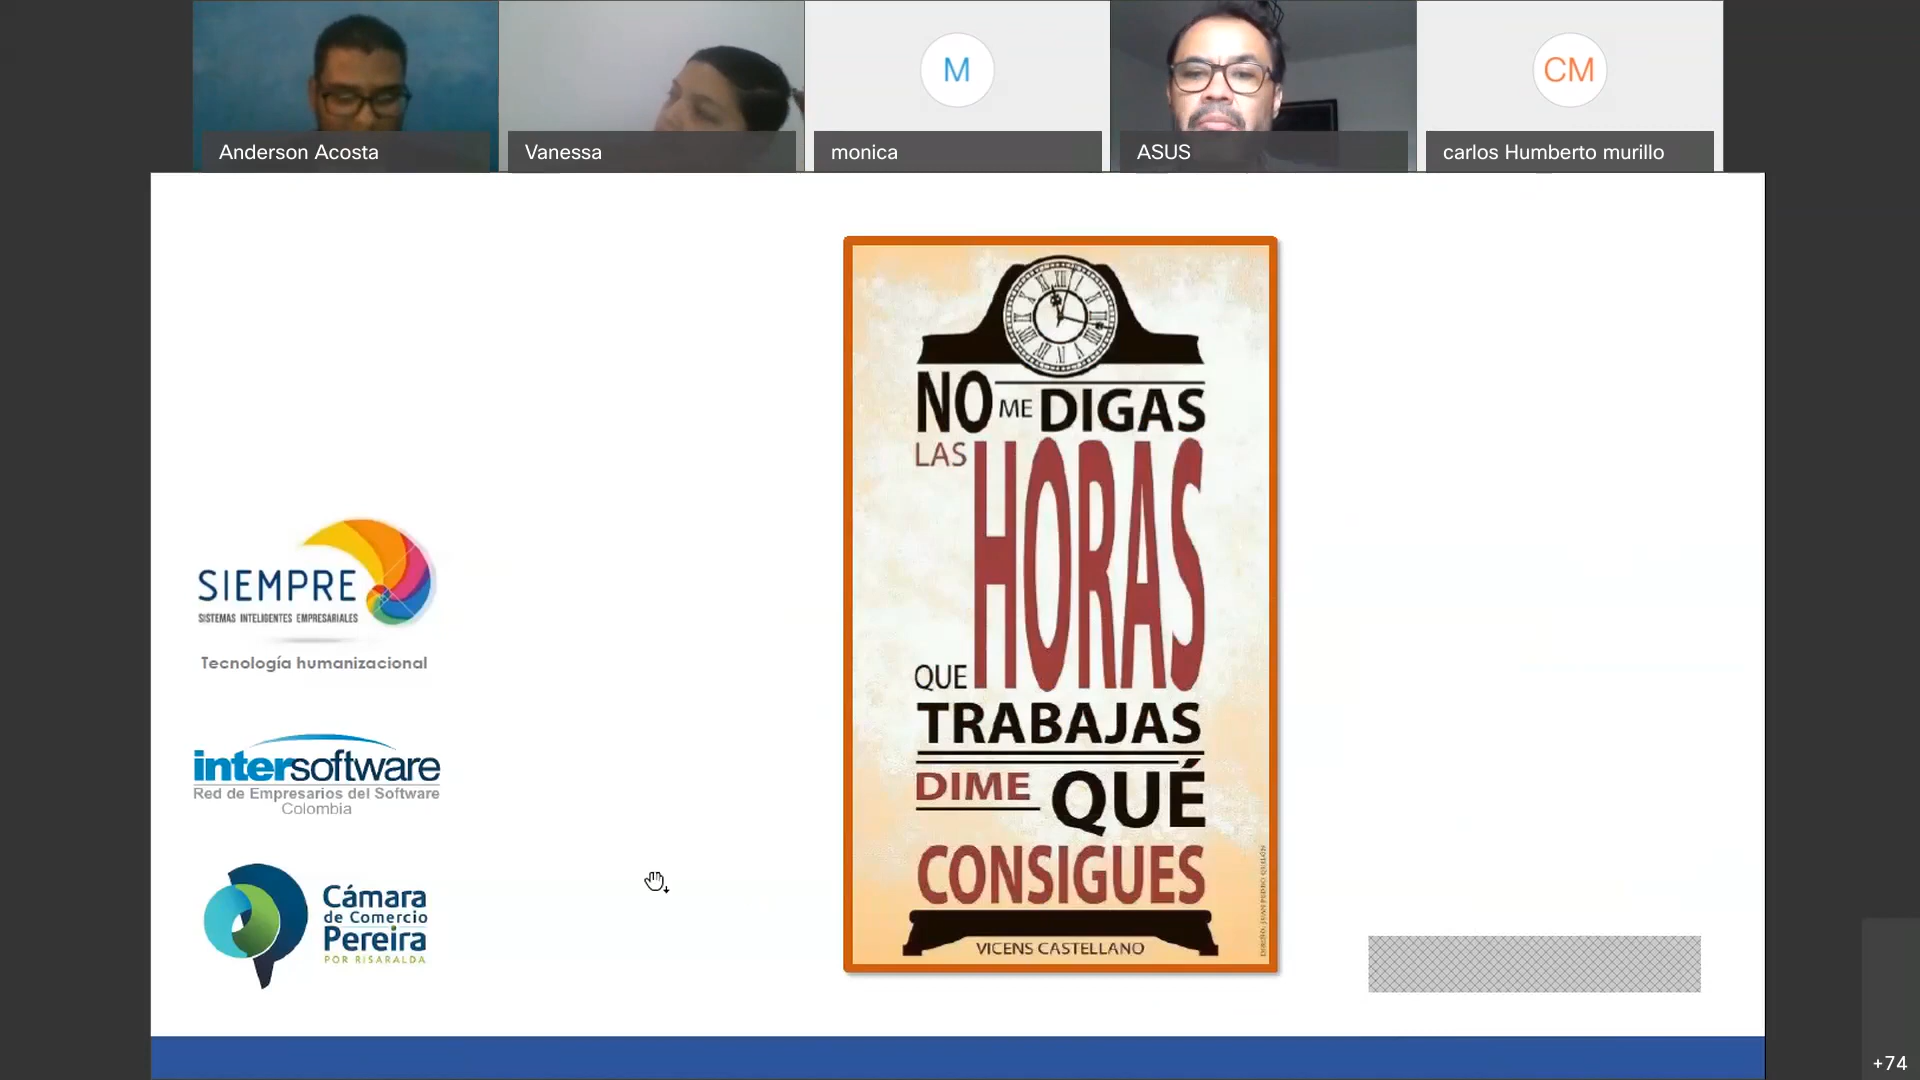 Anderson Acosta
Vanessa
M
monica
ASUS
CM
carlos Humberto murillo
NO ME DIGAS
LAS
HORAS
QUE
TRABAJAS
DIME QUÉ
CONSIGUES
VICENS CASTELLANO
SIEMPRE
SISTEMAS INTELIGENTES EMPRESARIALES
Tecnología humanizacional
intersoftware
Red de Empresarios del Software
Colombia
Cámara
de Comercio
Pereira
POR RISARALDA
+74